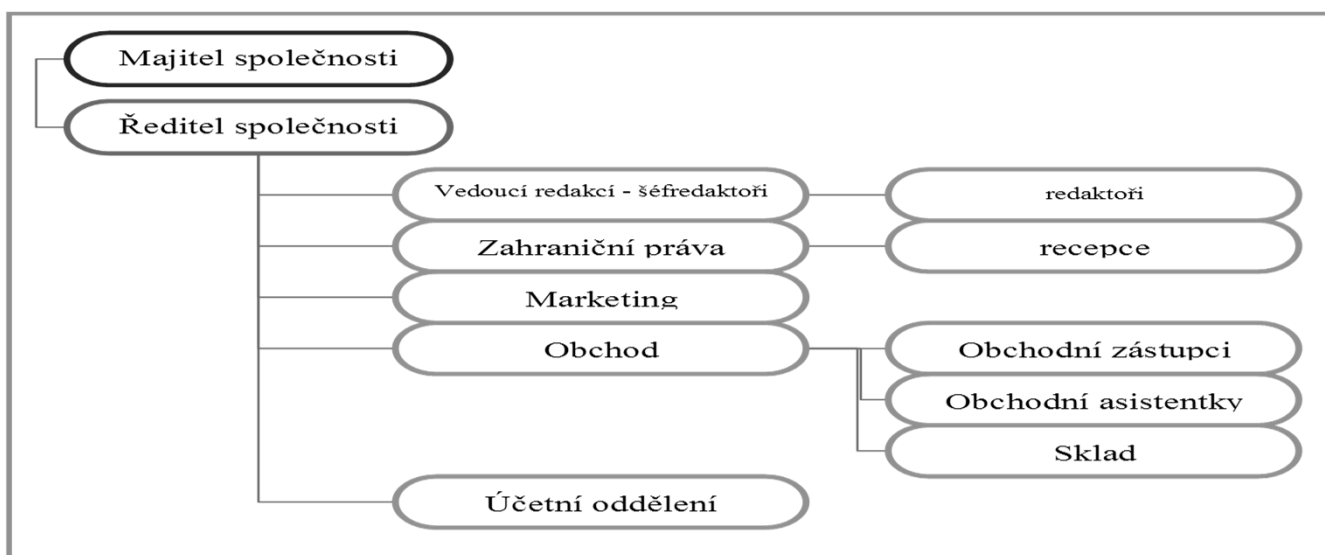 Majitel společnosti
Ředitel společnosti
Vedoucí redakcí - šéfredaktoři
redaktoři
Zahraniční práva
recepce
Marketing
Obchod
Obchodní zástupci
Obchodní asistentky
Sklad
Účetní oddělení